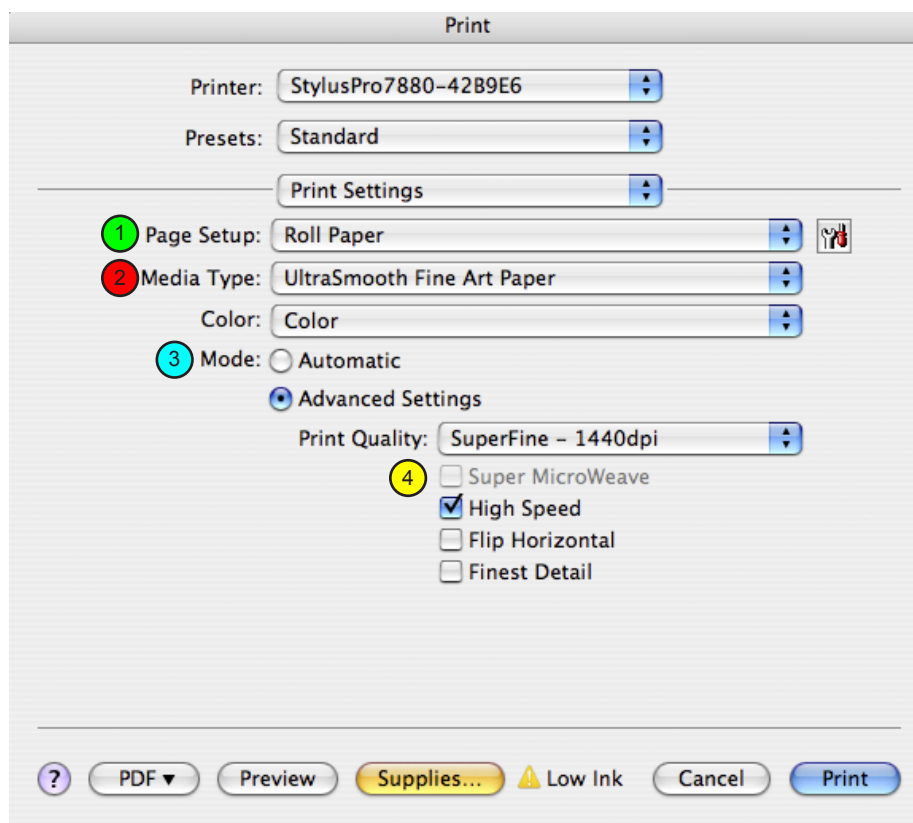 Print
Printer: StylusPro7880-42B9E6
Presets: Standard
Print Settings
1 Page Setup: Roll Paper
2 Media Type: UltraSmooth Fine Art Paper
Color: Color
3 Mode: Automatic
Advanced Settings
Print Quality: SuperFine – 1440dpi
4 Super MicroWeave
High Speed
Flip Horizontal
Finest Detail
? PDF ▼ Preview Supplies... Low Ink Cancel Print